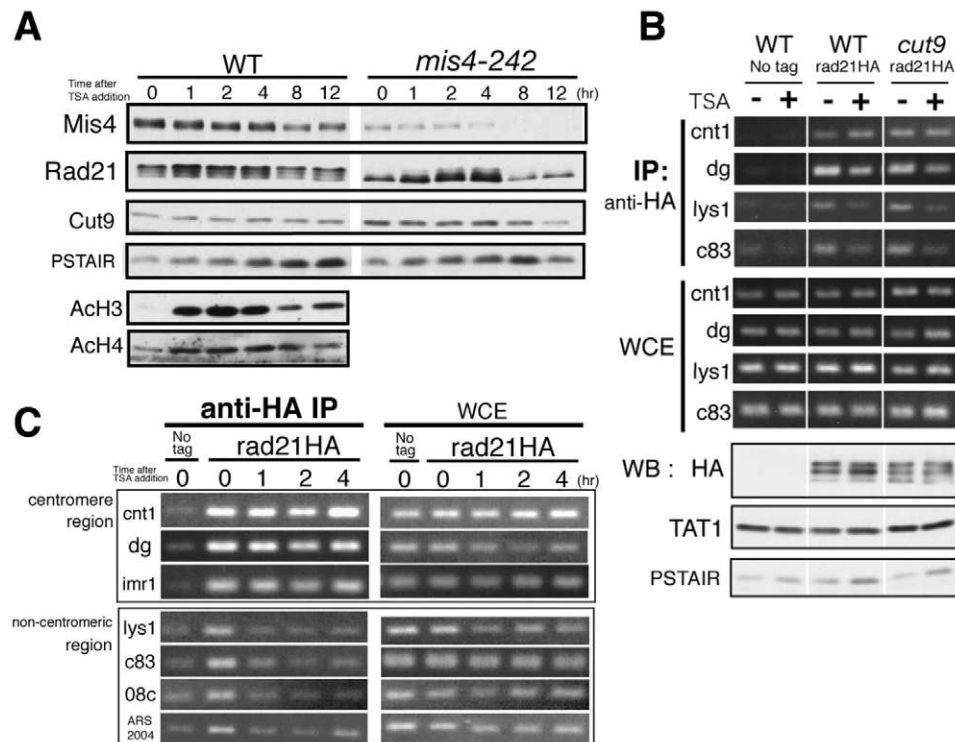 A
WT mis4-242
Time after TSA addition 0 1 2 4 8 12 0 1 2 4 8 12 (hr)
Mis4
Rad21
Cut9
PSTAIR
AcH3
AcH4
B
WT WT cut9
No tag rad21HA rad21HA
TSA - + - + - +
IP: anti-HA
cnt1
dg
lys1
c83
WCE
cnt1
dg
lys1
c83
WB : HA
TAT1
PSTAIR
C
anti-HA IP WCE
No tag rad21HA No tag rad21HA
Time after TSA addition 0 0 1 2 4 0 0 1 2 4 (hr)
centromere region
cnt1
dg
imr1
non-centromeric region
lys1
c83
08c
ARS 2004